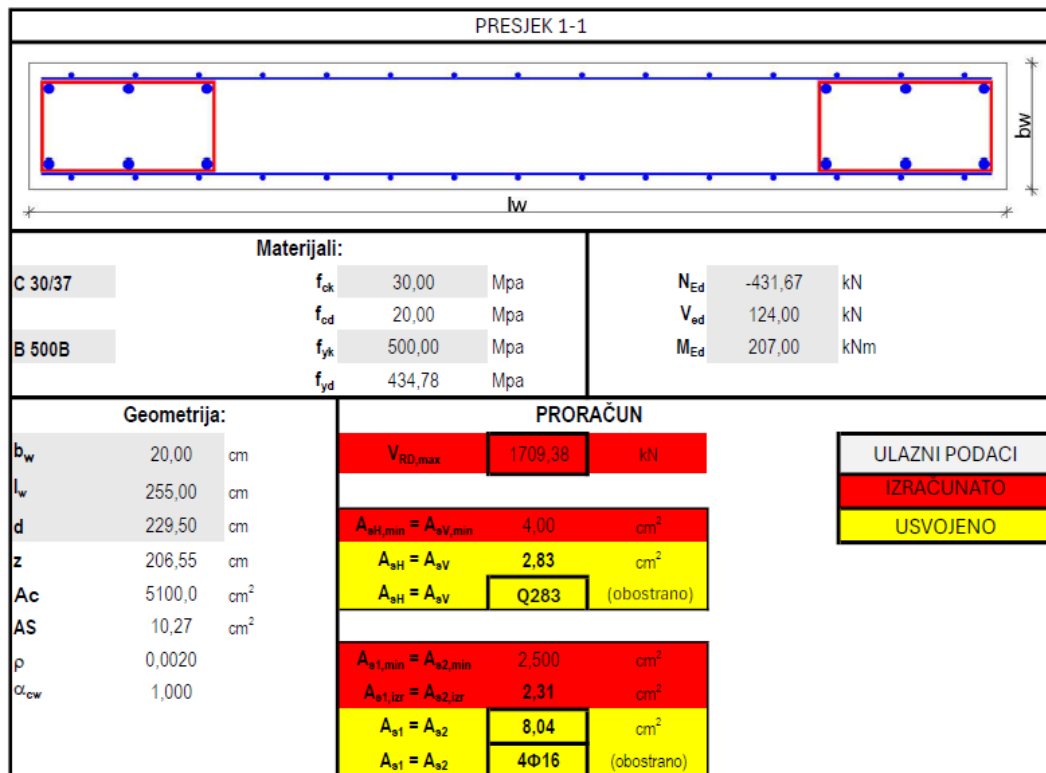 PRESJEK 1-1
bw
lw
Materijali:
C 30/37 fck 30,00 Mpa NEd -431,67 kN
fcd 20,00 Mpa Ved 124,00 kN
B 500B fyk 500,00 Mpa MEd 207,00 kNm
fyd 434,78 Mpa
Geometrija:
bw 20,00 cm
lw 255,00 cm
d 229,50 cm
z 206,55 cm
Ac 5100,0 cm²
AS 10,27 cm²
ρ 0,0020
αcw 1,000
PRORAČUN
VRD,max 1709,38 kN
AsH,min = AsV,min 4,00 cm²
AsH = AsV 2,83 cm²
AsH = AsV Q283 (obostrano)
As1,min = As2,min 2,500 cm²
As1,izr = As2,izr 2,31 cm²
As1 = As2 8,04 cm²
As1 = As2 4Φ16 (obostrano)
ULAZNI PODACI
IZRAČUNATO
USVOJENO